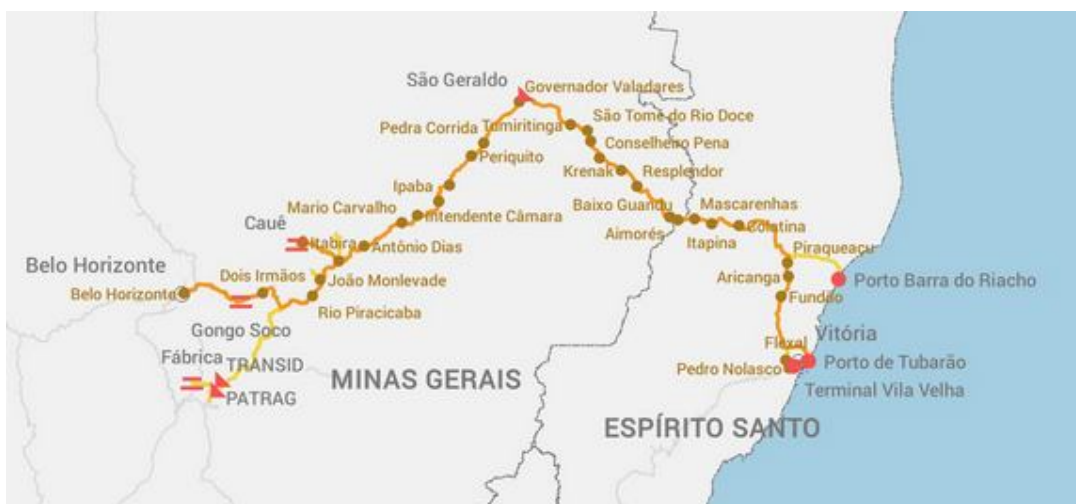 São Geraldo
Governador Valadares
São Tomé do Rio Doce
Pedra Corrida
Tumiritinga
Conselheiro Pena
Periquito
Krenak
Resplendor
Ipaba
Mario Carvalho
Intendente Câmara
Baixo Guandu
Mascarenhas
Cauê
Itabira
Antônio Dias
Aimorés
Itapina
Colatina
Piraqueaçu
Belo Horizonte
Dois Irmãos
João Monlevade
Aricanga
Porto Barra do Riacho
Belo Horizonte
Rio Piracicaba
Fundão
Gongo Soco
Flexal
Vitória
Fábrica
TRANSID
Pedro Nolasco
Porto de Tubarão
MINAS GERAIS
PATRAG
Terminal Vila Velha
ESPÍRITO SANTO